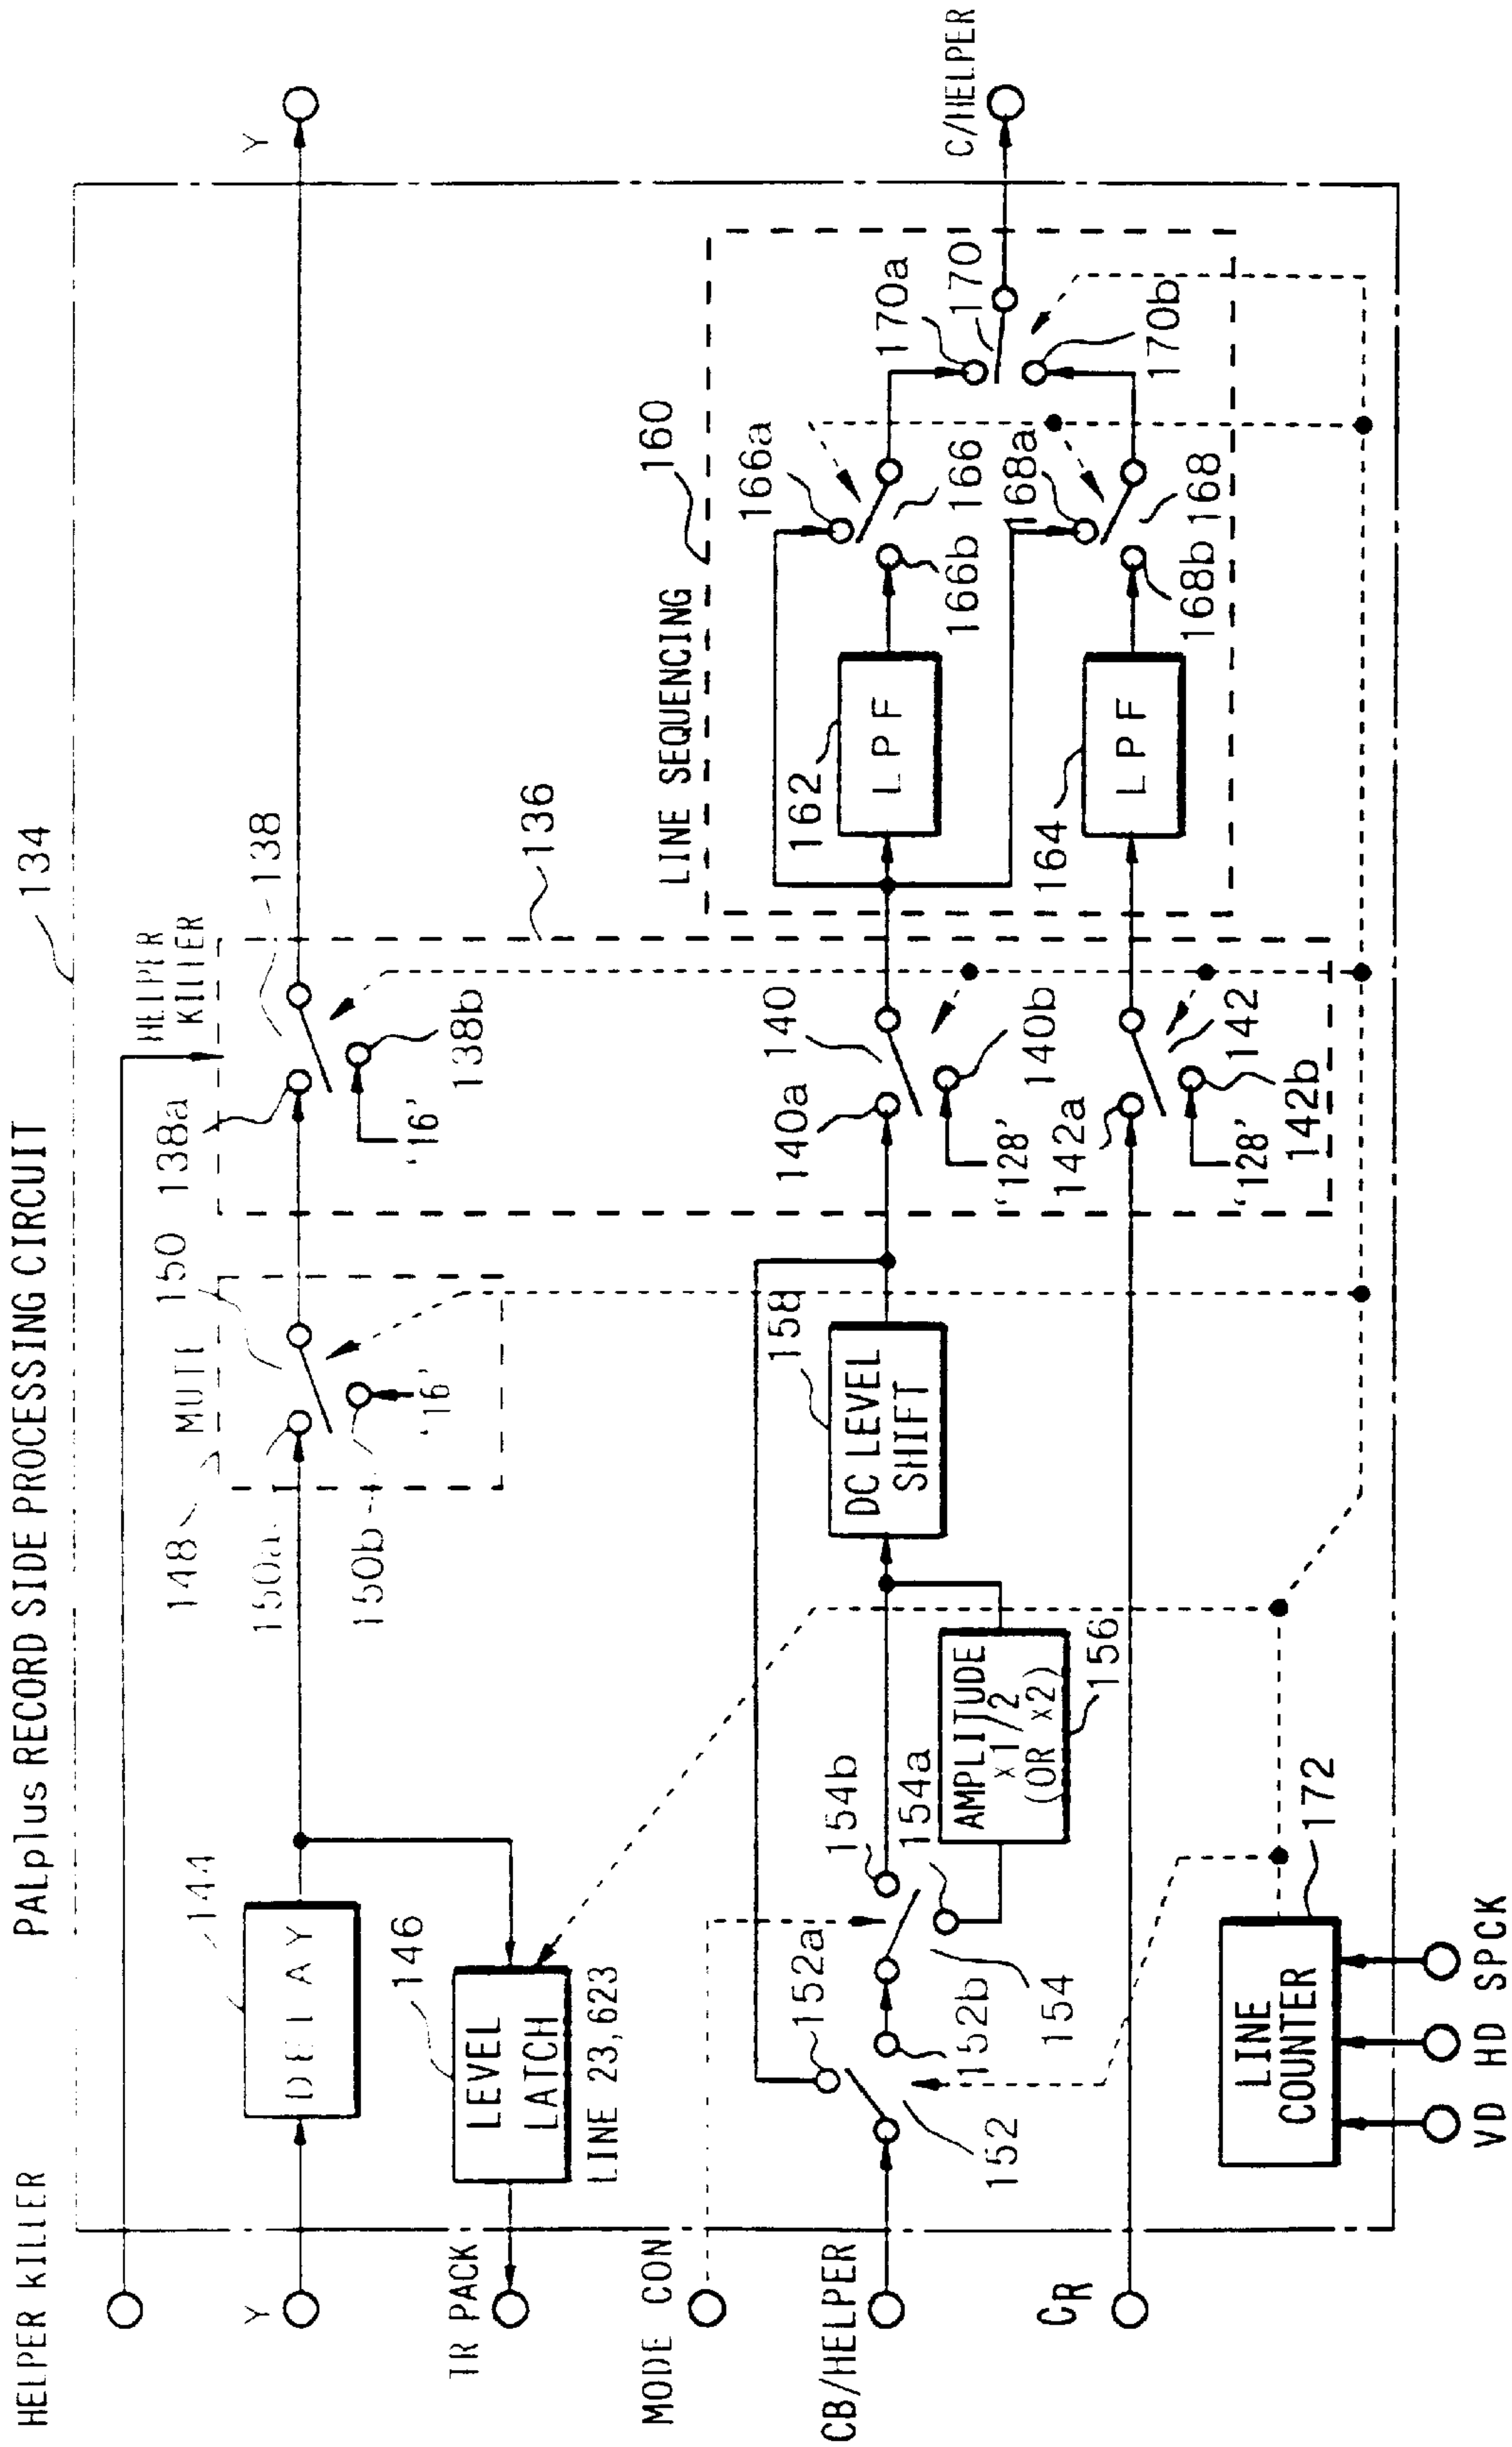 PALplus RECORD SIDE PROCESSING CIRCUIT
134
HELPER KILLER
HELPER
KILLER
Y
DELAY
144
150a
148
MUTE
150
150b
'16'
138a
138
138b
'16'
136
Y
TR PACK
146
LEVEL
LATCH
LINE 23,623
MODE CON
CB/HELPER
152a
152
152b
154
154b
154a
AMPLITUDE
x1/2
(OR x2)
156
158
DC LEVEL
SHIFT
140a
140
140b
'128'
LINE SEQUENCING
160
162
LPF
166a
166
166b
170a
170
170b
C/HELPER
CR
142a
142
142b
'128'
164
LPF
168a
168
168b
LINE
COUNTER
172
VD HD SPCK